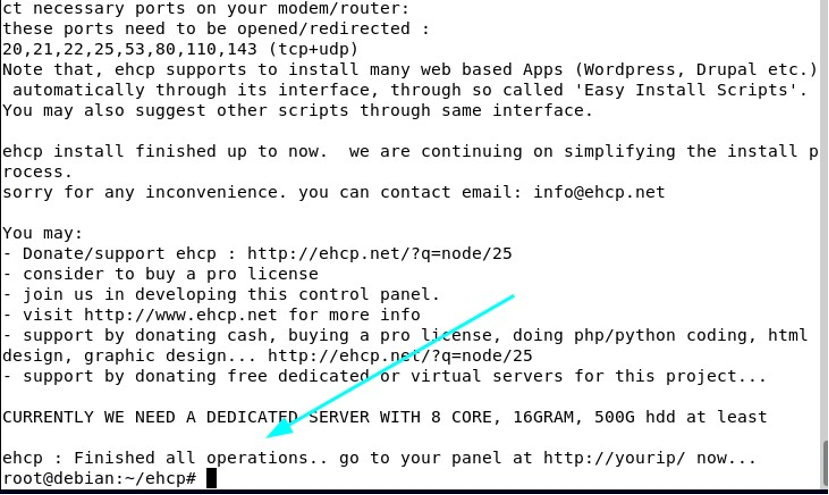 ct necessary ports on your modem/router:
these ports need to be opened/redirected :
20,21,22,25,53,80,110,143 (tcp+udp)
Note that, ehcp supports to install many web based Apps (Wordpress, Drupal etc.)
 automatically through its interface, through so called 'Easy Install Scripts'.
You may also suggest other scripts through same interface.

ehcp install finished up to now.  we are continuing on simplifying the install p
rocess.
sorry for any inconvenience. you can contact email: info@ehcp.net

You may:
- Donate/support ehcp : http://ehcp.net/?q=node/25
- consider to buy a pro license
- join us in developing this control panel.
- visit http://www.ehcp.net for more info
- support by donating cash, buying a pro license, doing php/python coding, html
design, graphic design... http://ehcp.net/?q=node/25
- support by donating free dedicated or virtual servers for this project...

CURRENTLY WE NEED A DEDICATED SERVER WITH 8 CORE, 16GRAM, 500G hdd at least

ehcp : Finished all operations.. go to your panel at http://yourip/ now...
root@debian:~/ehcp#